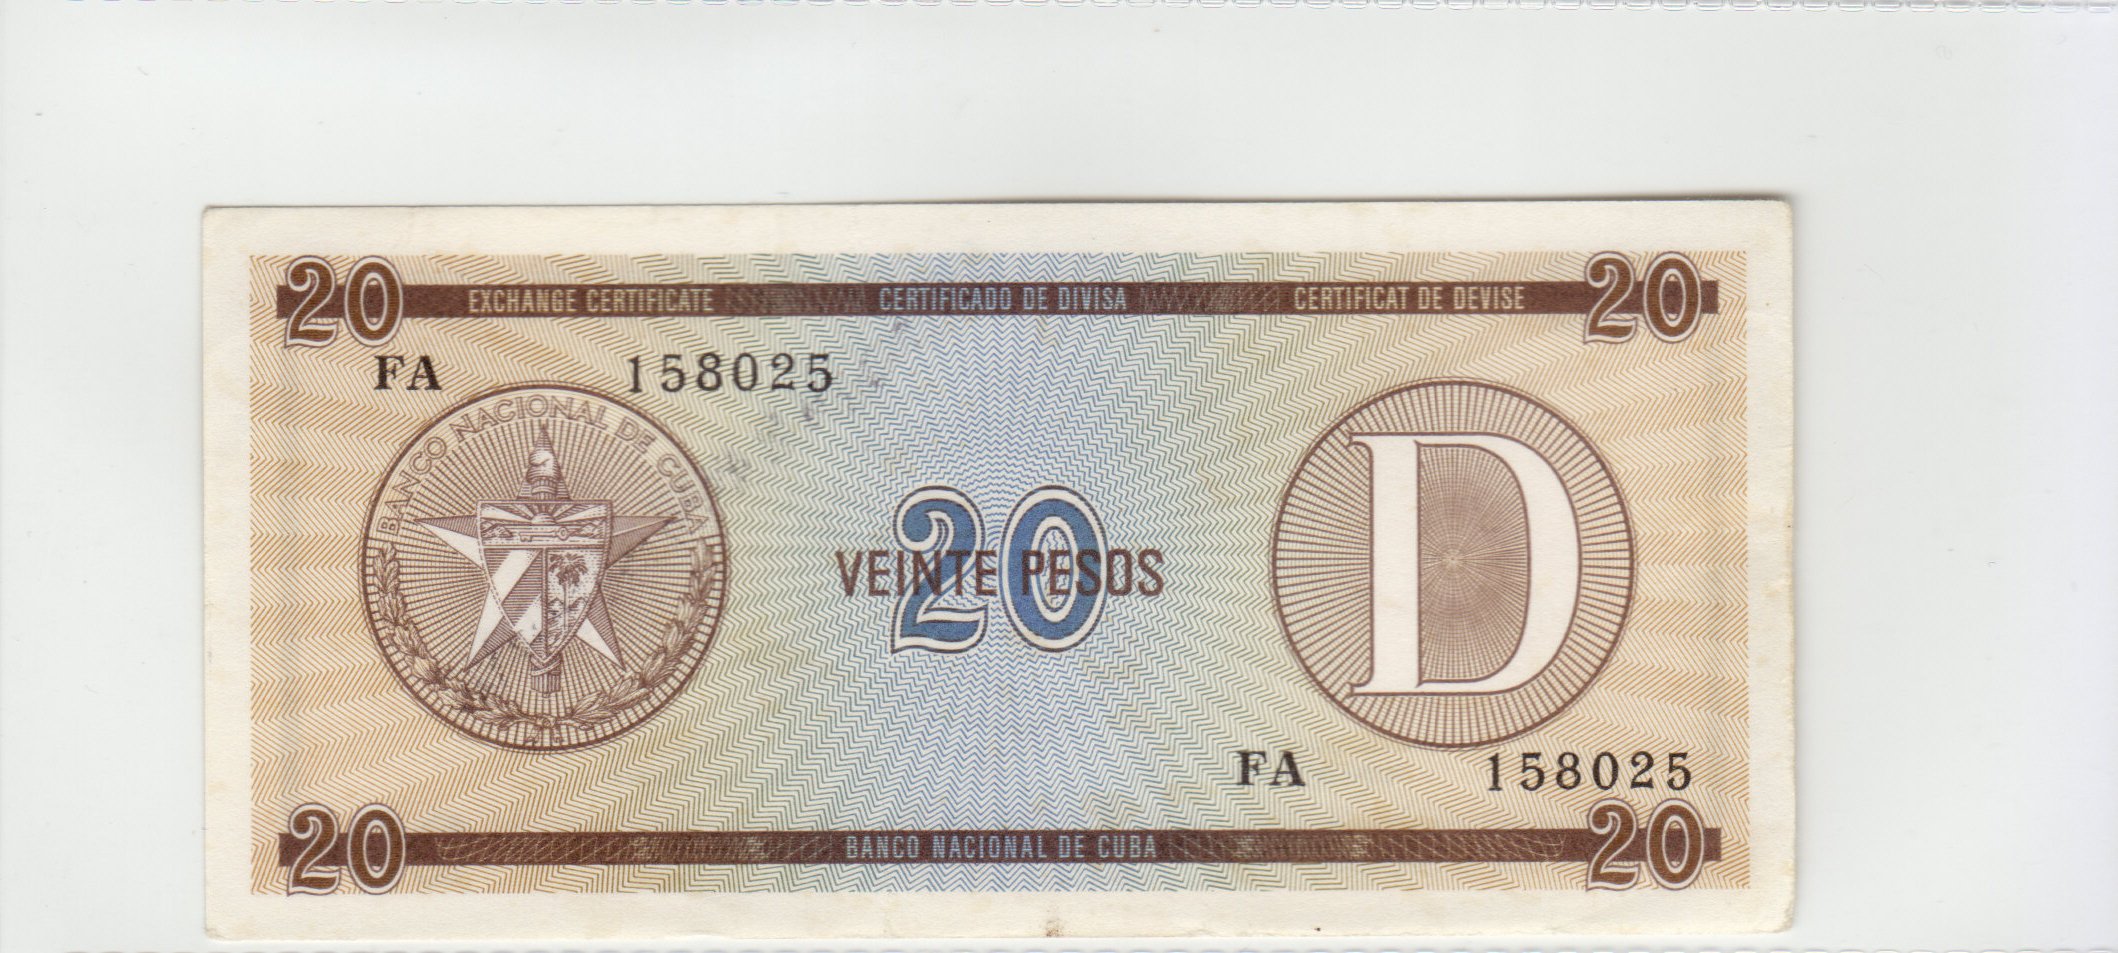 20 EXCHANGE CERTIFICATE CERTIFICADO DE DIVISA CERTIFICAT DE DEVISE 20
FA 158025
BANCO NACIONAL DE CUBA
20
VEINTE PESOS
D
FA 158025
20 BANCO NACIONAL DE CUBA 20